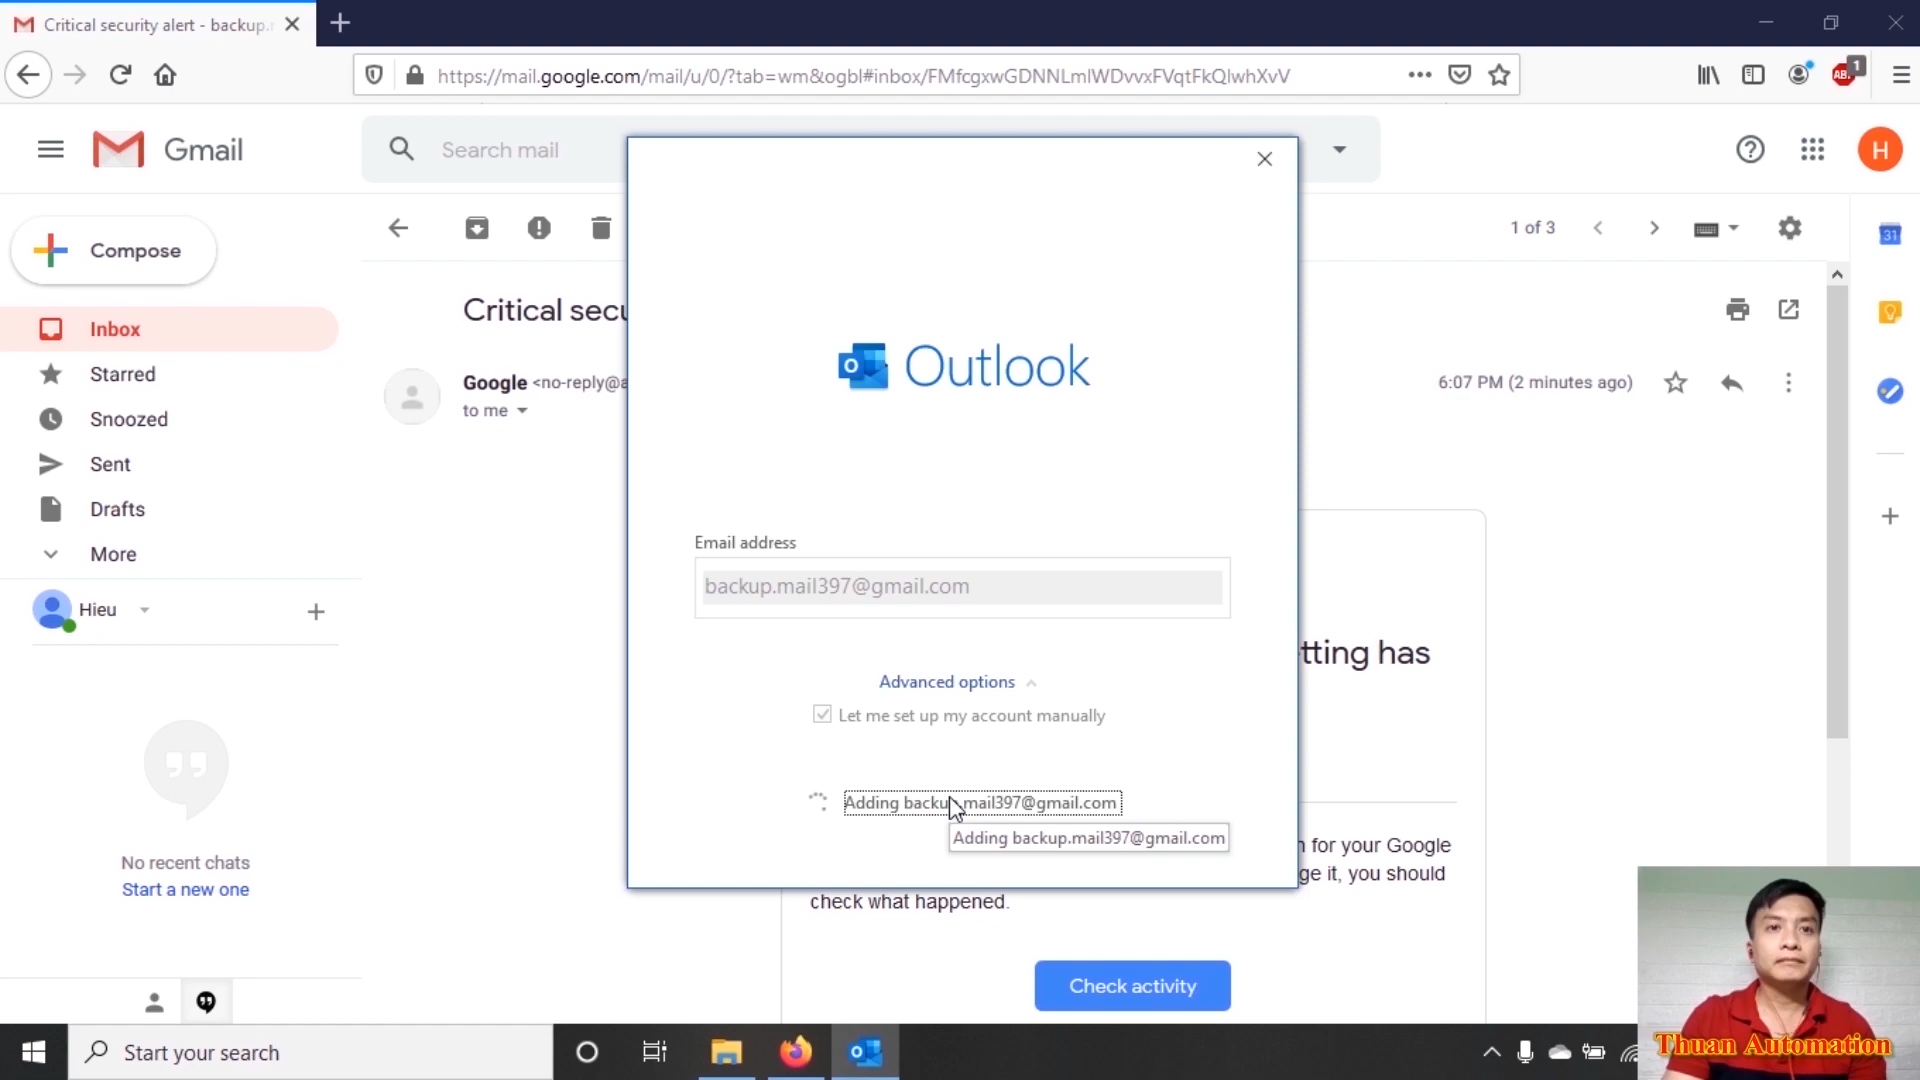 Critical security alert - backup.
https://mail.google.com/mail/u/0/?tab=wm&ogbl#inbox/FMfcgxwGDNNLmlWDvvxFVqtFkQlwhXvV
ABP
1
Gmail
Search mail
H
Compose
1 of 3
31
Inbox
Critical secu
Starred
Google <no-reply@a
6:07 PM (2 minutes ago)
to me
Outlook
Snoozed
Sent
Drafts
More
Email address
backup.mail397@gmail.com
Hieu
tting has
Advanced options
Let me set up my account manually
Adding backup.mail397@gmail.com
Adding backup.mail397@gmail.com
n for your Google
ge it, you should
check what happened.
No recent chats
Start a new one
Check activity
Start your search
Thuan Automation